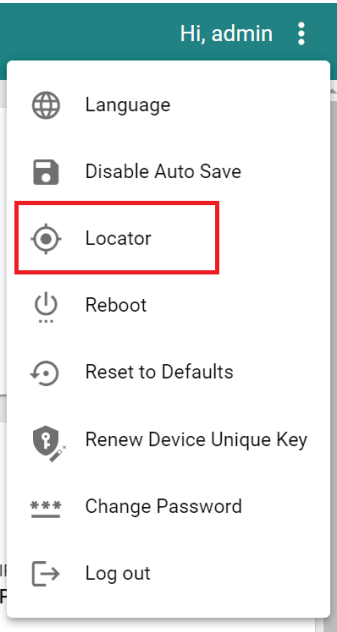 Hi, admin
Language
Disable Auto Save
Locator
Reboot
Reset to Defaults
Renew Device Unique Key
Change Password
Log out